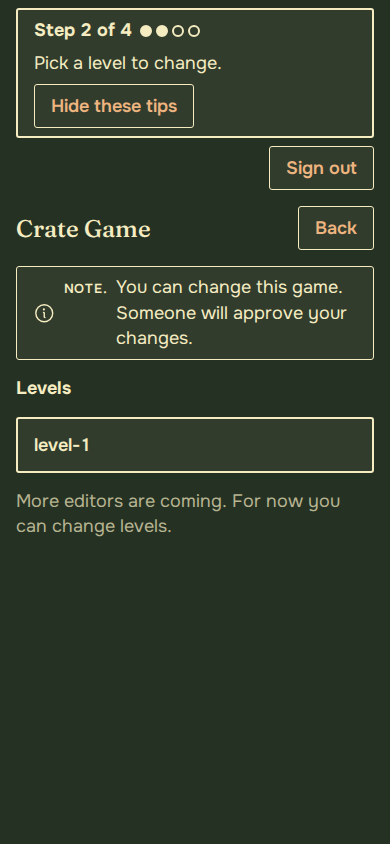 Step 2 of 4
Pick a level to change.
Hide these tips
Sign out
Crate Game
Back
NOTE. You can change this game.
Someone will approve your
changes.
Levels
level-1
More editors are coming. For now you
can change levels.